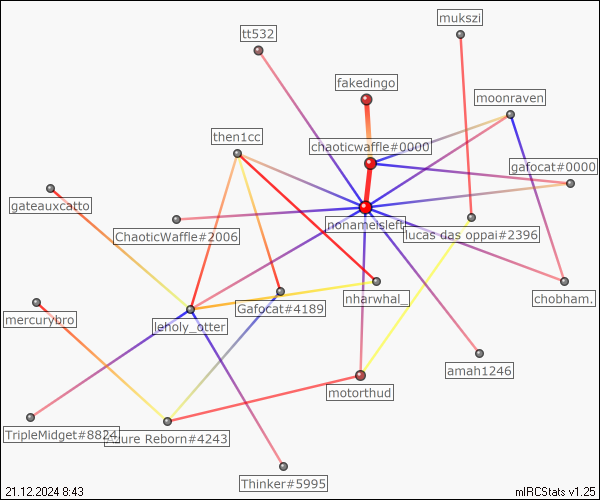 mukszi
tt532
fakedingo
moonraven
then1cc
chaoticwaffle#0000
gafocat#0000
gateauxcatto
nonameisleft
ChaoticWaffle#2006
lucas das oppai#2396
nharwhal_
chobham.
Gafocat#4189
mercurybro
leholy_otter
amah1246
motorthud
TripleMidget#8824
ure Reborn#4243
Thinker#5995
21.12.2024 8:43
mIRCStats v1.25